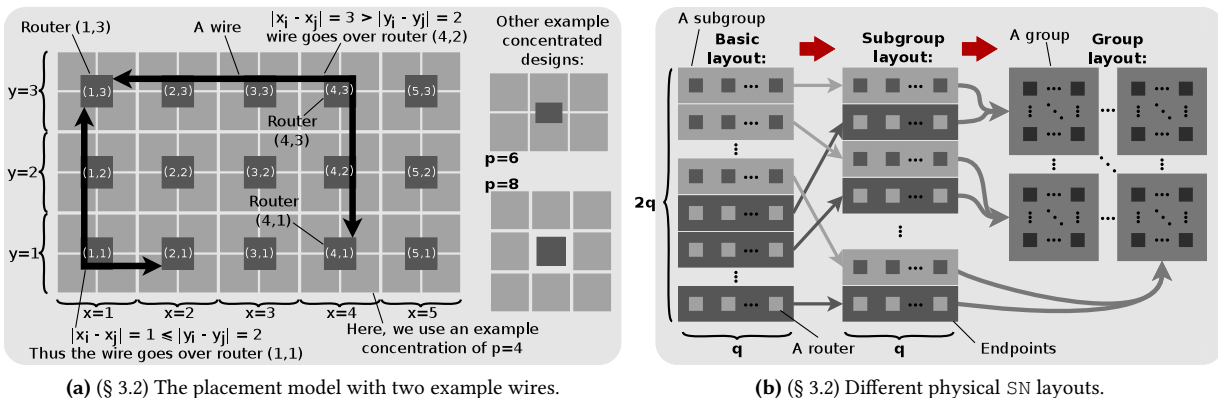 Router (1,3)
A wire
|xi - xj| = 3 > |yi - yj| = 2
wire goes over router (4,2)
y=3
(1,3)
(2,3)
(3,3)
(4,3)
(5,3)
Router
(4,3)
y=2
(1,2)
(2,2)
(3,2)
(4,2)
(5,2)
Router
(4,1)
y=1
(1,1)
(2,1)
(3,1)
(4,1)
(5,1)
x=1
x=2
x=3
x=4
x=5
|xi - xj| = 1 ⩽ |yi - yj| = 2
Thus the wire goes over router (1,1)
Here, we use an example
concentration of p=4
Other example
concentrated
designs:
p=6
p=8
(a) (§ 3.2) The placement model with two example wires.
A subgroup
Basic
layout:
Subgroup
layout:
A group
Group
layout:
2q
q
q
A router
Endpoints
(b) (§ 3.2) Different physical SN layouts.